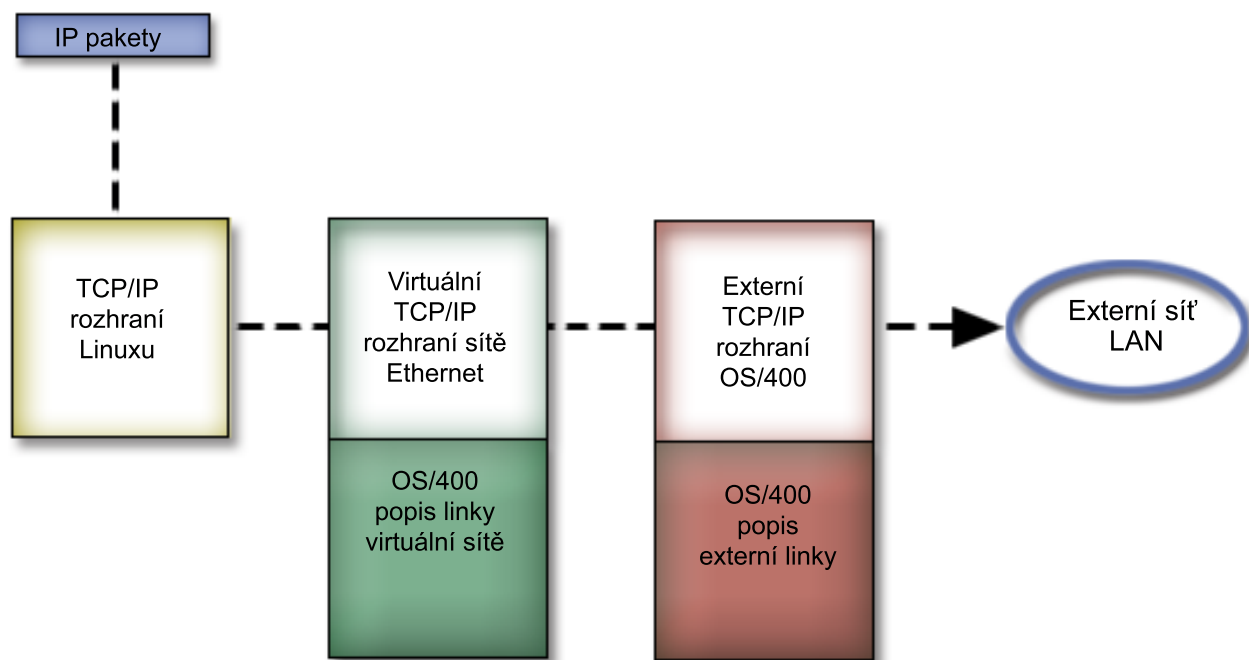 IP pakety
TCP/IP
rozhraní
Linuxu
Virtuální
TCP/IP
rozhraní sítě
Ethernet
OS/400
popis linky
virtuální sítě
Externí
TCP/IP
rozhraní
OS/400
OS/400
popis
externí linky
Externí síť
LAN